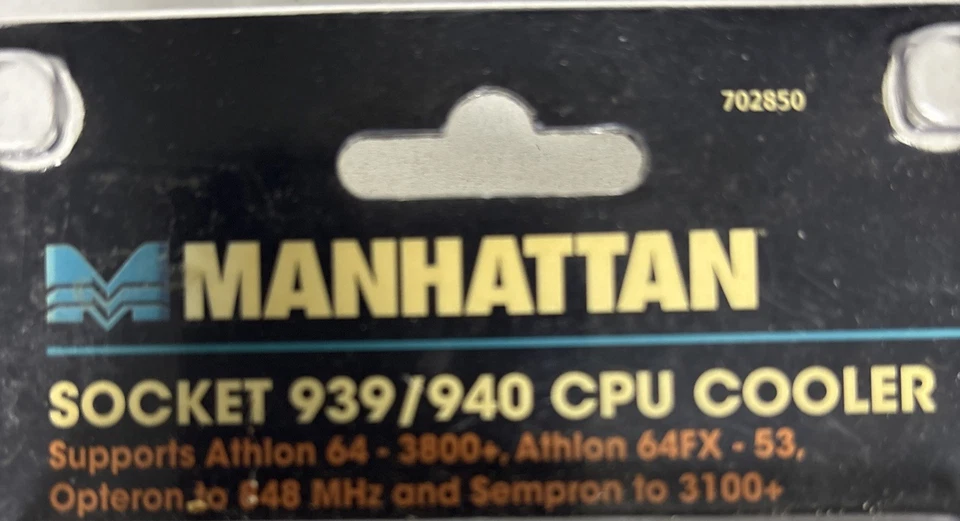 702850
MANHATTAN
SOCKET 939/940 CPU COOLER
Supports Athlon 64 - 3800+, Athlon 64FX - 53,
Opteron to 848 MHz and Sempron to 3100+